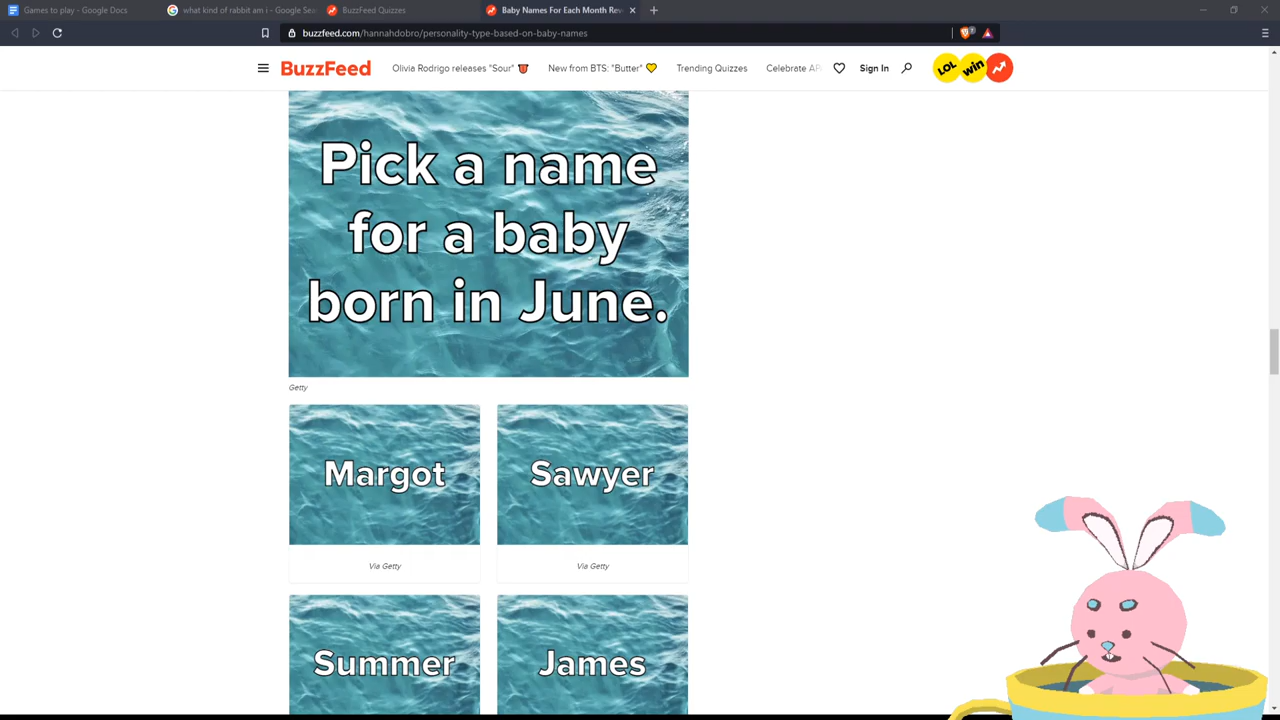 Games to play - Google Docs
what kind of rabbit am i - Google Sea
BuzzFeed Quizzes
Baby Names For Each Month Rev
buzzfeed.com/hannahdobro/personality-type-based-on-baby-names
BuzzFeed
Olivia Rodrigo releases "Sour"
New from BTS: "Butter"
Trending Quizzes
Celebrate AP
Sign In
LOL
win
Pick a name
for a baby
born in June.
Getty
Margot
Sawyer
Via Getty
Via Getty
Summer
James